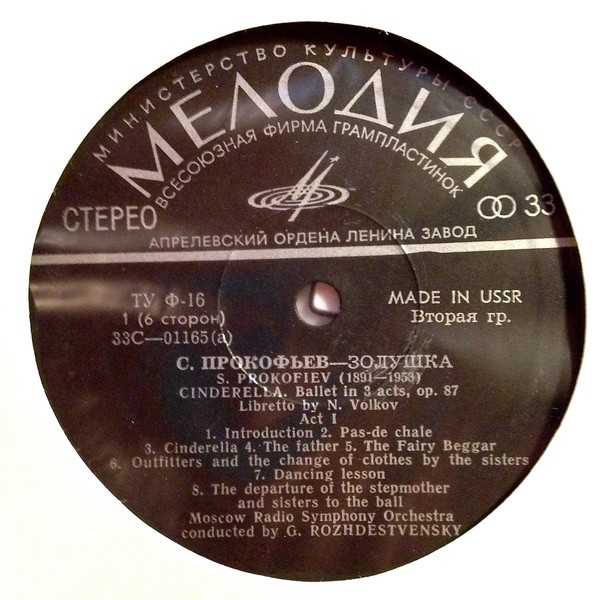 МИНИСТЕРСТВО КУЛЬТУРЫ СССР
МЕЛОДИЯ
ВСЕСОЮЗНАЯ ФИРМА ГРАМПЛАСТИНОК
СТЕРЕО
33
АПРЕЛЕВСКИЙ ОРДЕНА ЛЕНИНА ЗАВОД
ТУ Ф-16
MADE IN USSR
1 (6 сторон)
Вторая гр.
33С—01165(а)
С. ПРОКОФЬЕВ—ЗОЛУШКА
S. PROKOFIEV (1891—1953)
CINDERELLA. Ballet in 3 acts, op. 87
Libretto by N. Volkov
Act I
1. Introduction 2. Pas-de chale
3. Cinderella 4. The father 5. The Fairy Beggar
6. Outfitters and the change of clothes by the sisters
7. Dancing lesson
8. The departure of the stepmother
and sisters to the ball
Moscow Radio Symphony Orchestra
conducted by G. ROZHDESTVENSKY